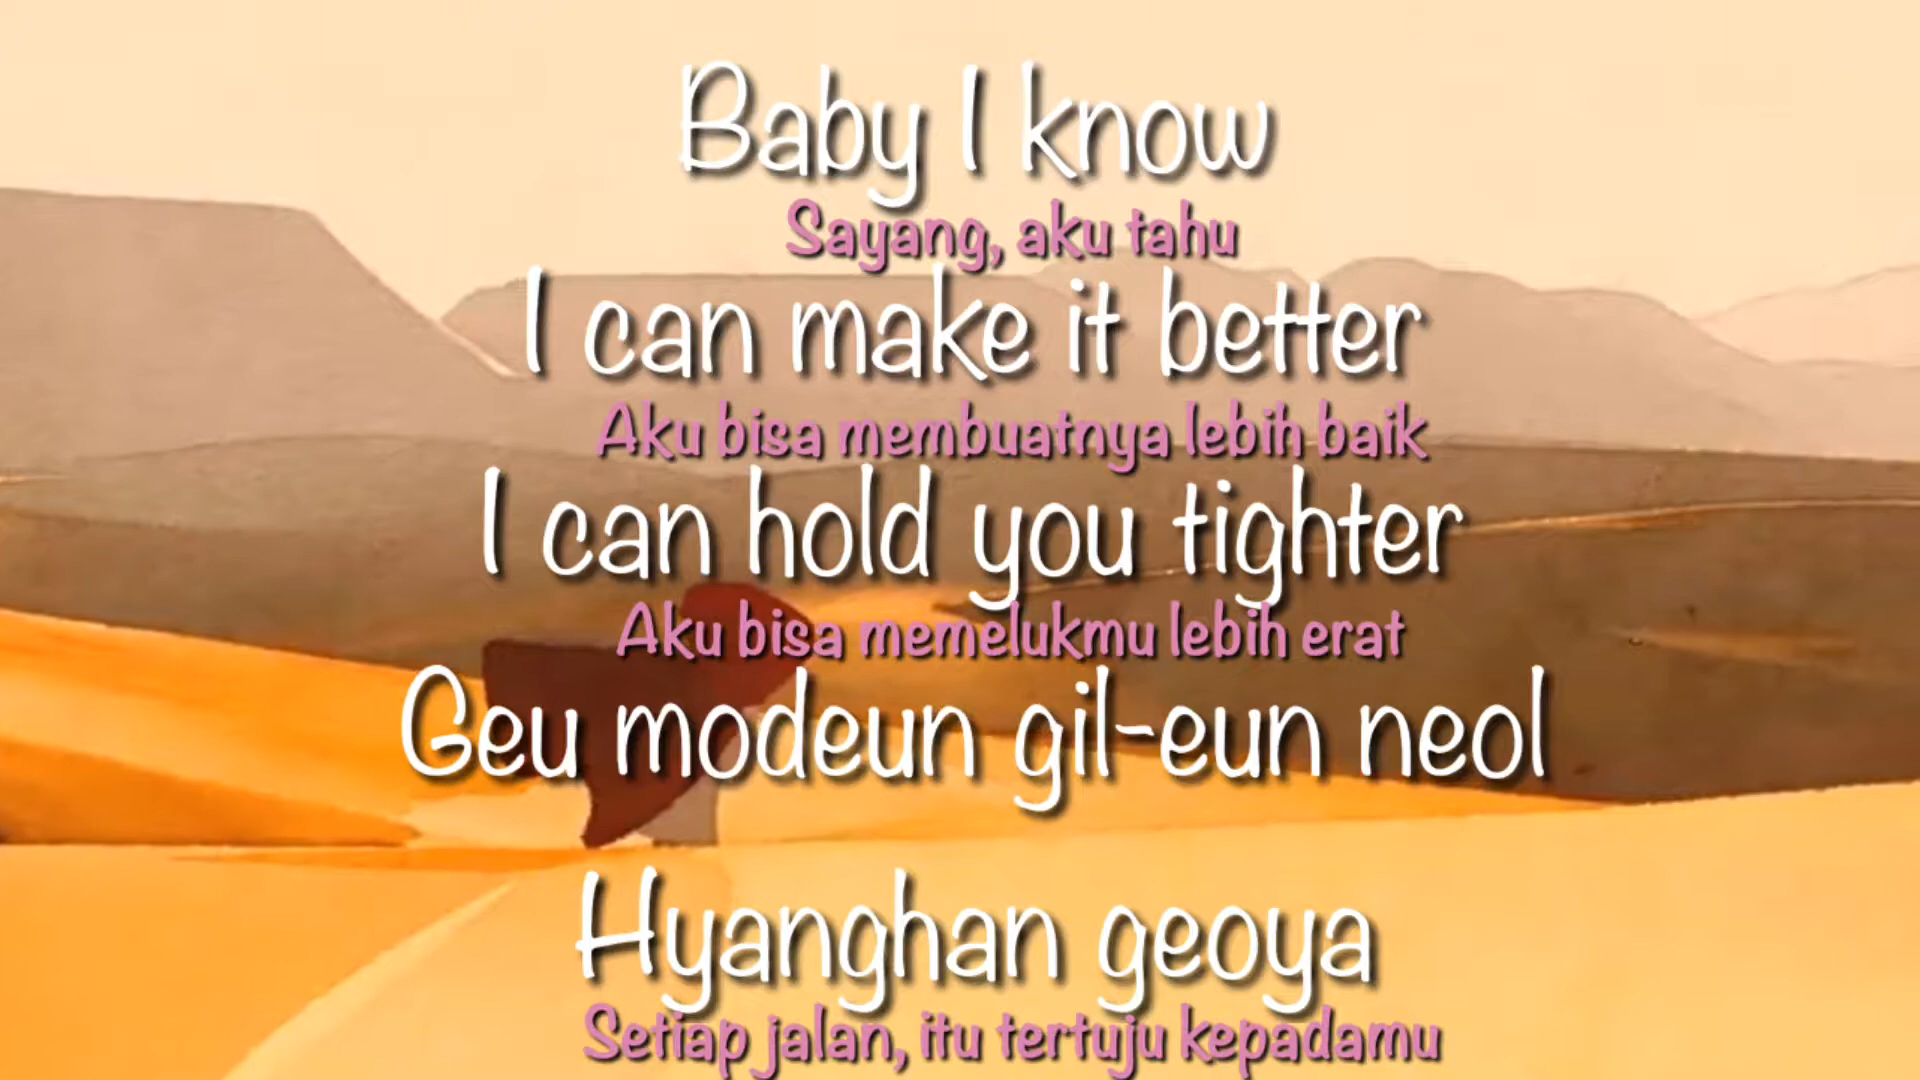 Baby I know
Sayang, aku tahu
I can make it better
Aku bisa membuatnya lebih baik
I can hold you tighter
Aku bisa memelukmu lebih erat
Geu modeun gil-eun neol
Hyanghan geoya
Setiap jalan, itu tertuju kepadamu